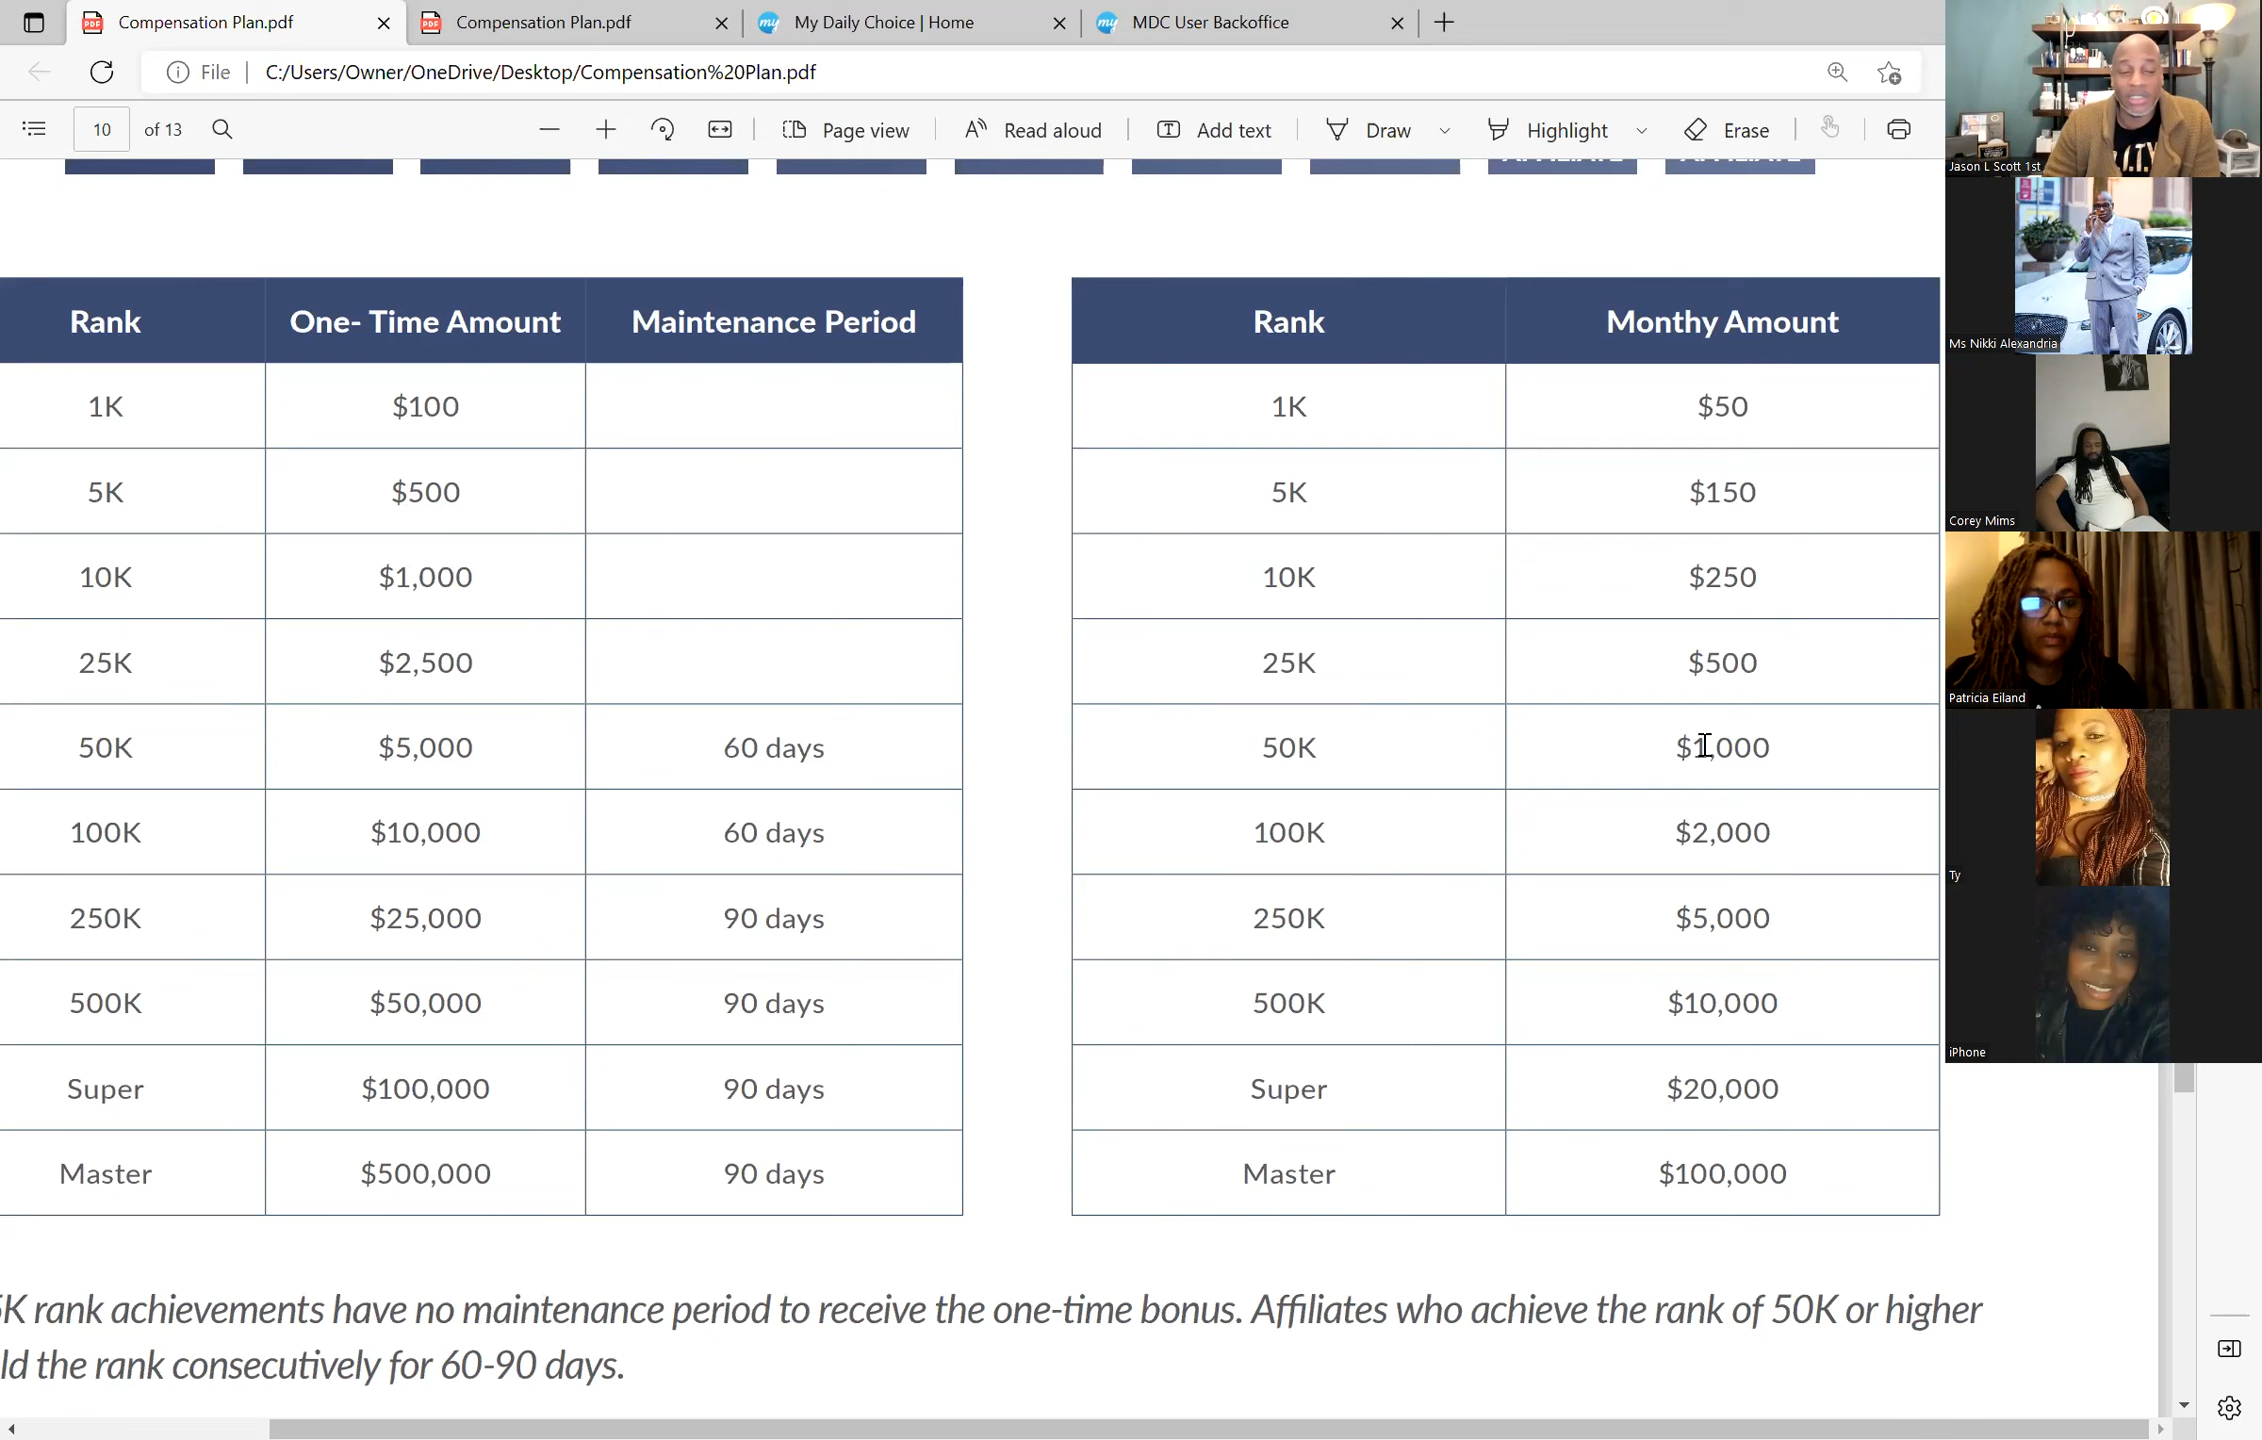 Compensation Plan.pdf
Compensation Plan.pdf
My Daily Choice | Home
MDC User Backoffice
File
C:/Users/Owner/OneDrive/Desktop/Compensation%20Plan.pdf
10 of 13
Page view
Read aloud
Add text
Draw
Highlight
Erase
Rank One- Time Amount Maintenance Period
1K $100
5K $500
10K $1,000
25K $2,500
50K $5,000 60 days
100K $10,000 60 days
250K $25,000 90 days
500K $50,000 90 days
Super $100,000 90 days
Master $500,000 90 days
Rank Monthy Amount
1K $50
5K $150
10K $250
25K $500
50K $1,000
100K $2,000
250K $5,000
500K $10,000
Super $20,000
Master $100,000
5K rank achievements have no maintenance period to receive the one-time bonus. Affiliates who achieve the rank of 50K or higher
ld the rank consecutively for 60-90 days.
Jason L Scott 1st
Ms Nikki Alexandria
Corey Mims
Patricia Eiland
Ty
iPhone